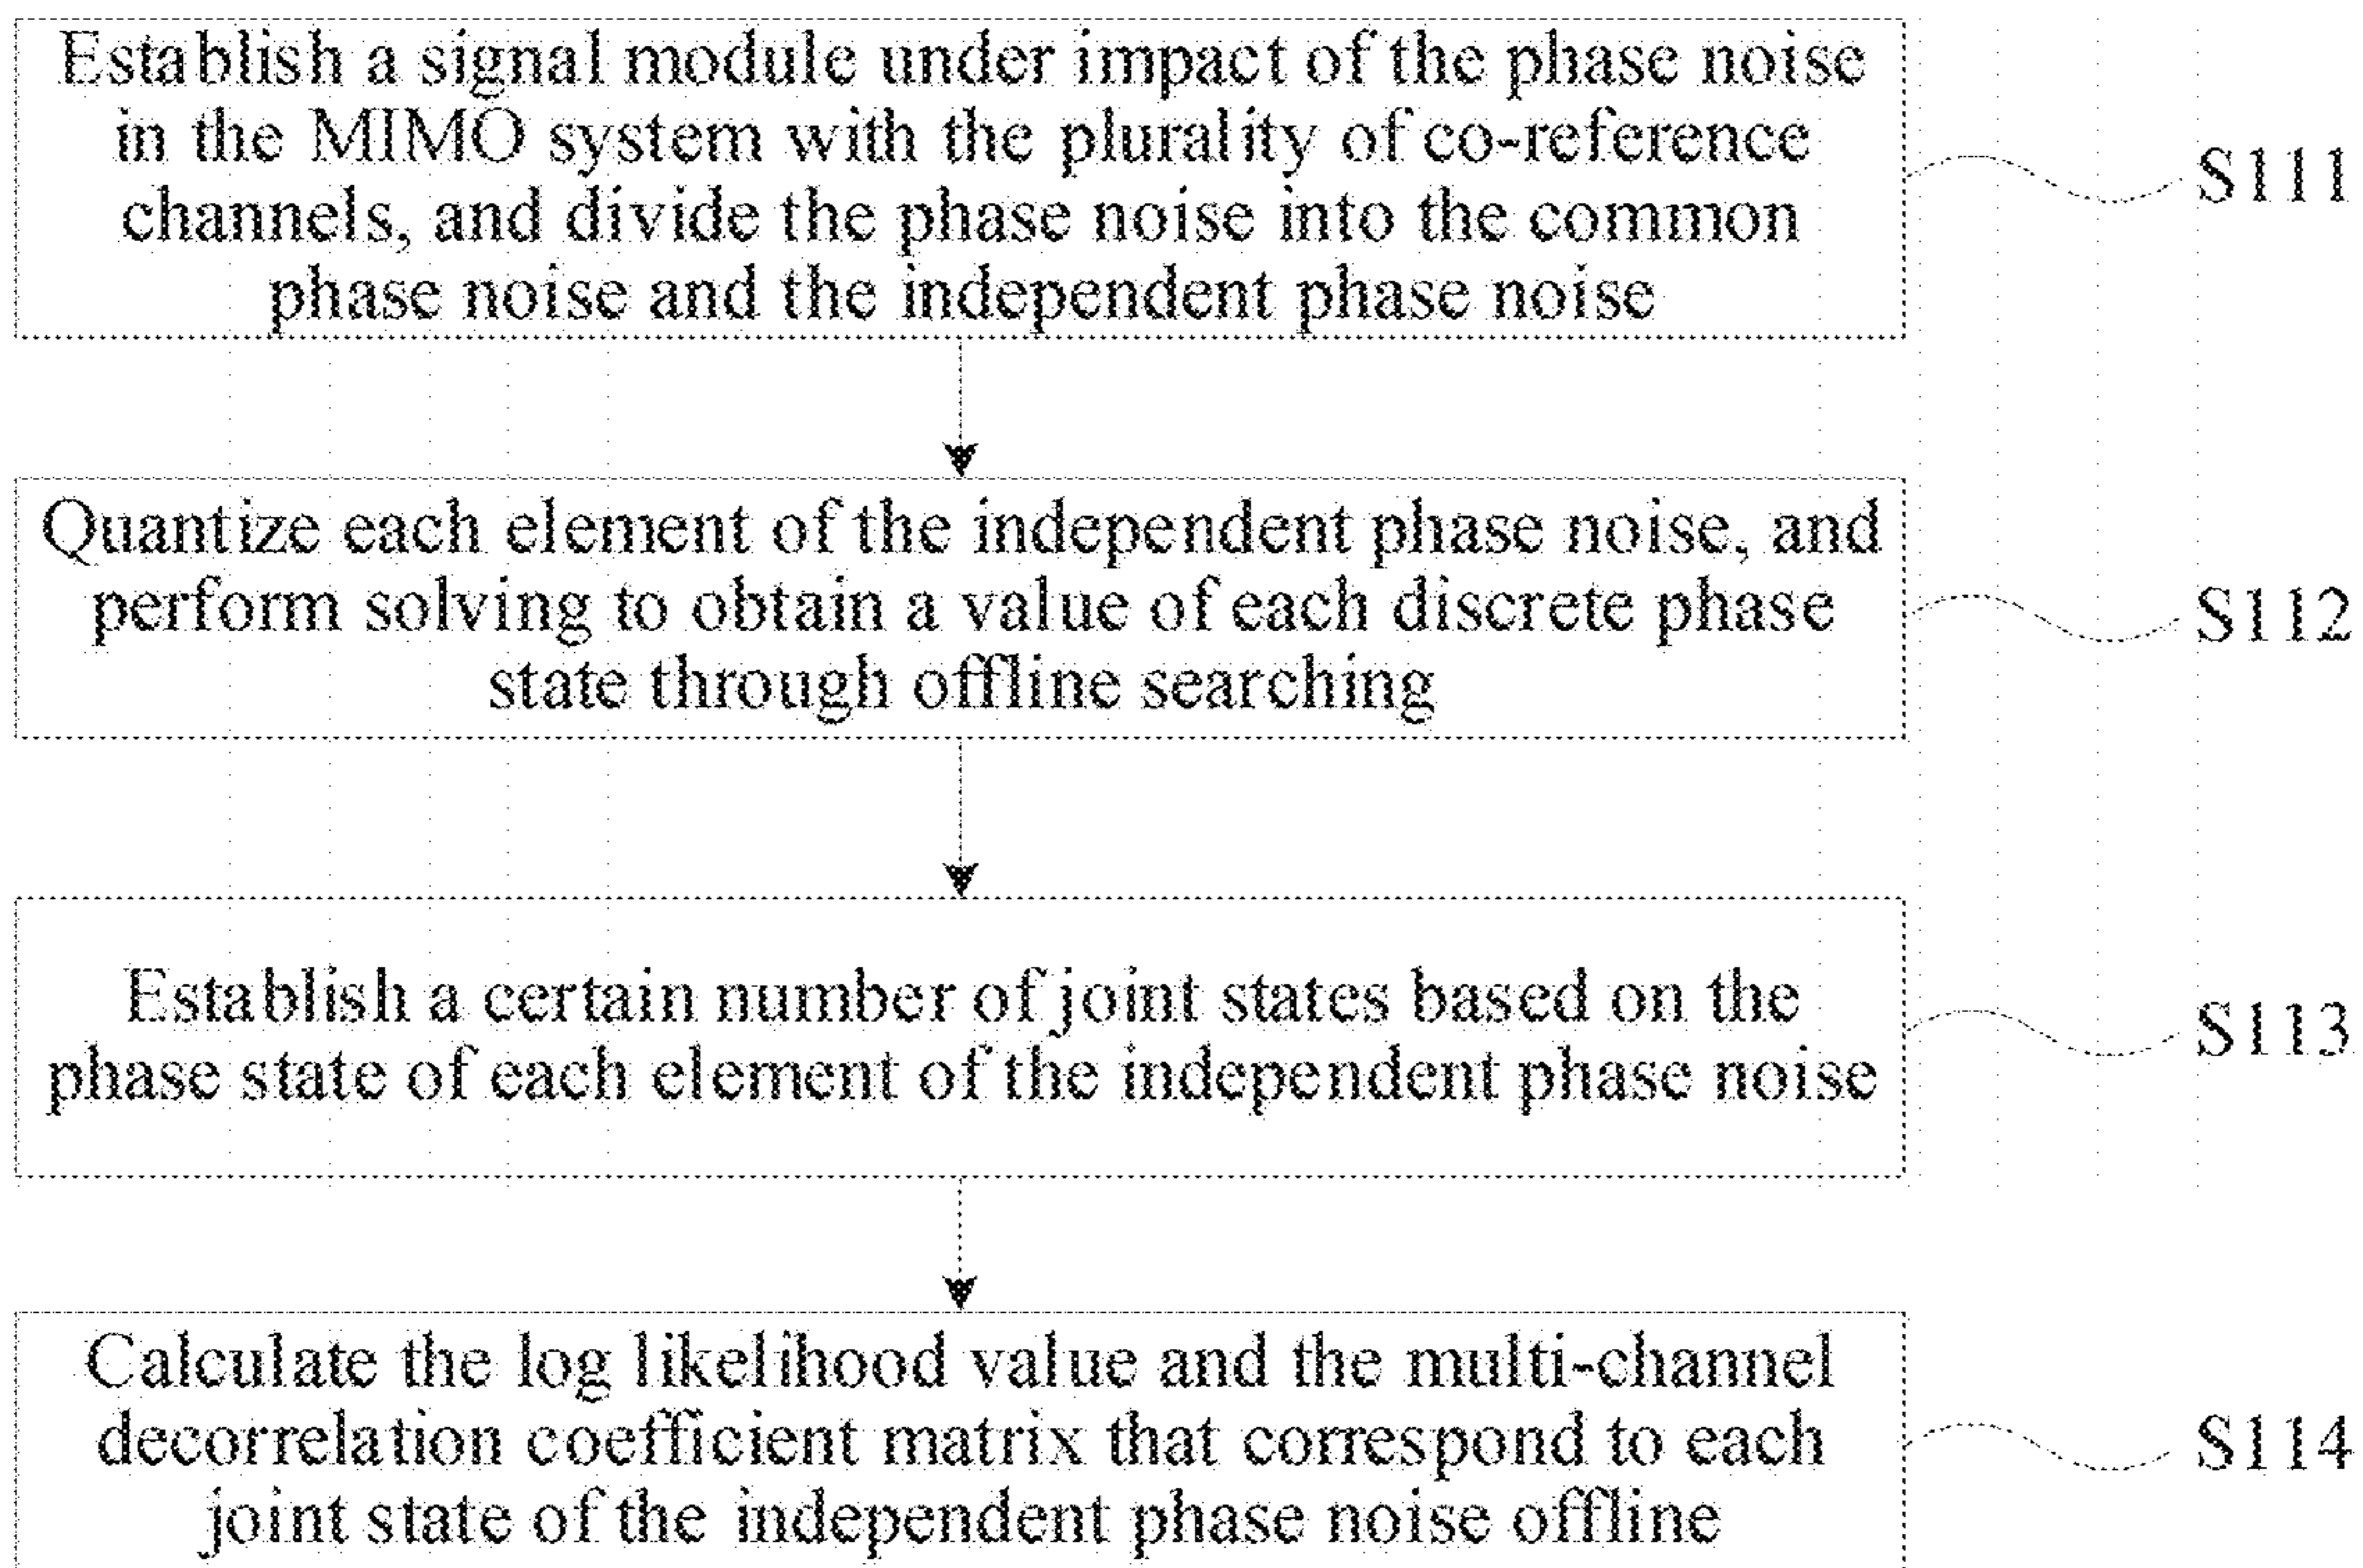 Establish a signal module under impact of the phase noise
in the MIMO system with the plurality of co-reference
channels, and divide the phase noise into the common
phase noise and the independent phase noise
S111
Quantize each element of the independent phase noise, and
perform solving to obtain a value of each discrete phase
state through offline searching
S112
Establish a certain number of joint states based on the
phase state of each element of the independent phase noise
S113
Calculate the log likelihood value and the multi-channel
decorrelation coefficient matrix that correspond to each
joint state of the independent phase noise offline
S114